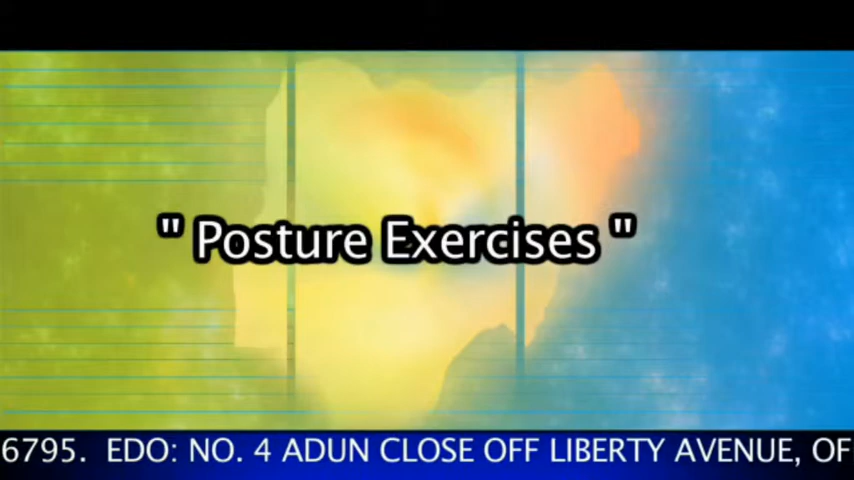 " Posture Exercises "
6795. EDO: NO. 4 ADUN CLOSE OFF LIBERTY AVENUE, OF